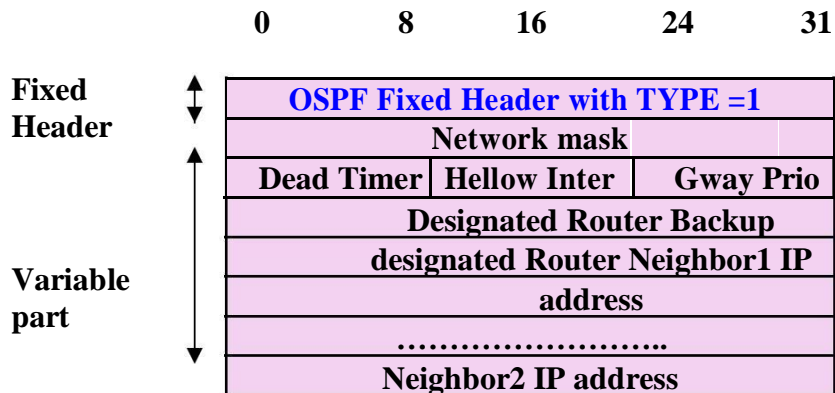 0 8 16 24 31
Fixed Header
OSPF Fixed Header with TYPE =1
Network mask
Dead Timer Hellow Inter Gway Prio
Designated Router Backup
designated Router Neighbor1 IP
address
Variable part
……………………..
Neighbor2 IP address